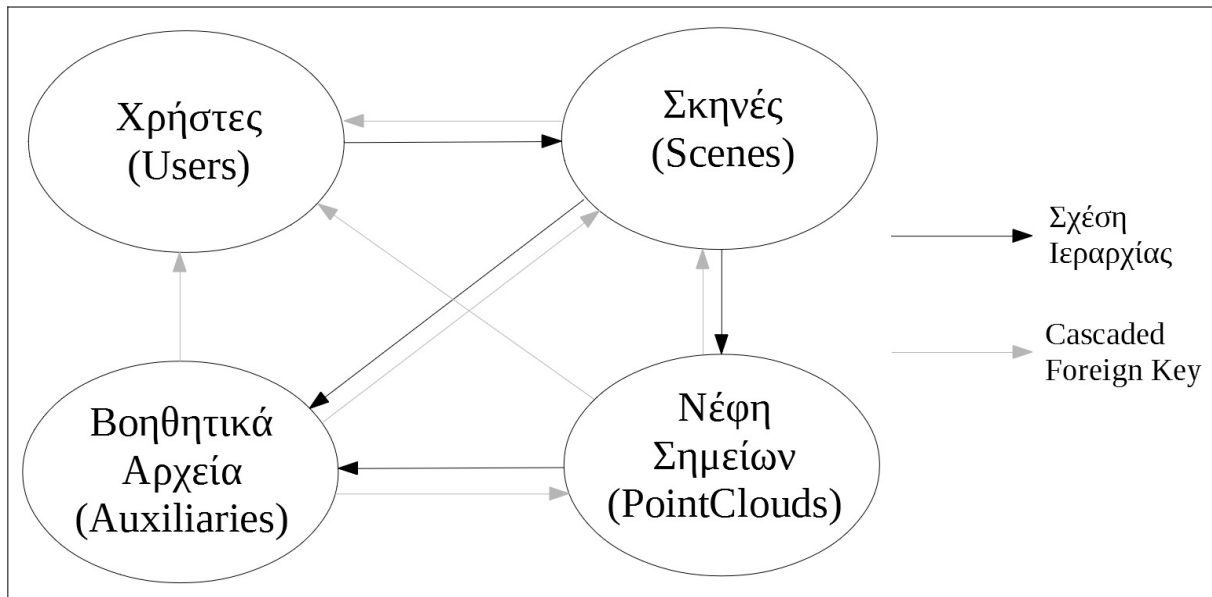 Χρήστες
(Users)
Σκηνές
(Scenes)
Σχέση
Ιεραρχίας
Cascaded
Foreign Key
Βοηθητικά
Αρχεία
(Auxiliaries)
Νέφη
Σημείων
(PointClouds)